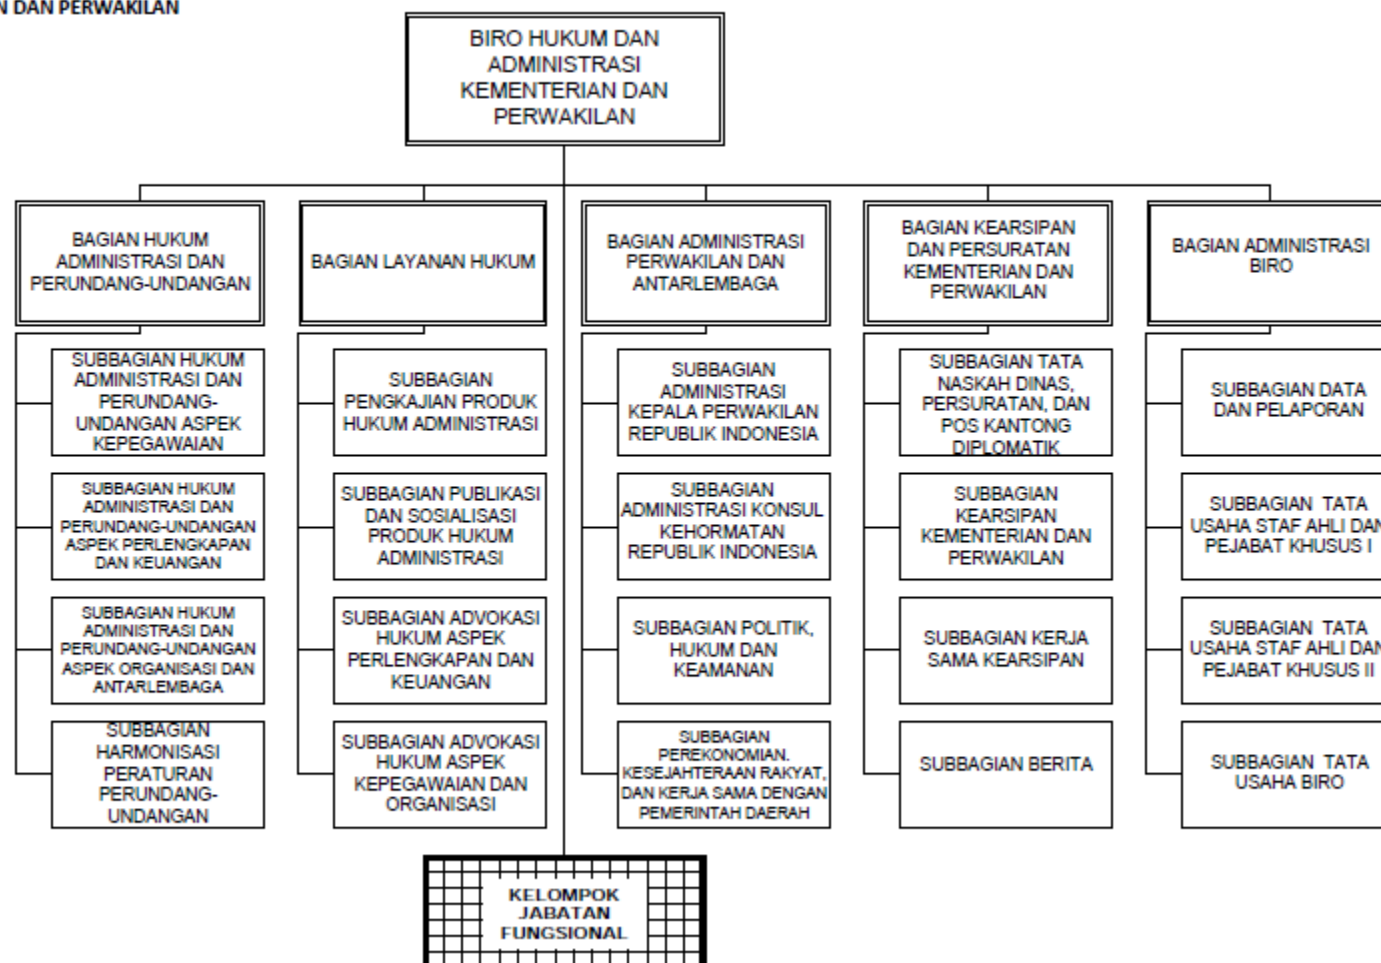 N DAN PERWAKILAN
BIRO HUKUM DAN
ADMINISTRASI
KEMENTERIAN DAN
PERWAKILAN
BAGIAN HUKUM
ADMINISTRASI DAN
PERUNDANG-UNDANGAN
BAGIAN LAYANAN HUKUM
BAGIAN ADMINISTRASI
PERWAKILAN DAN
ANTARLEMBAGA
BAGIAN KEARSIPAN
DAN PERSURATAN
KEMENTERIAN DAN
PERWAKILAN
BAGIAN ADMINISTRASI
BIRO
SUBBAGIAN HUKUM
ADMINISTRASI DAN
PERUNDANG-
UNDANGAN ASPEK
KEPEGAWAIAN
SUBBAGIAN
PENGKAJIAN PRODUK
HUKUM ADMINISTRASI
SUBBAGIAN
ADMINISTRASI
KEPALA PERWAKILAN
REPUBLIK INDONESIA
SUBBAGIAN TATA
NASKAH DINAS,
PERSURATAN, DAN
POS KANTONG
DIPLOMATIK
SUBBAGIAN DATA
DAN PELAPORAN
SUBBAGIAN HUKUM
ADMINISTRASI DAN
PERUNDANG-UNDANGAN
ASPEK PERLENGKAPAN
DAN KEUANGAN
SUBBAGIAN PUBLIKASI
DAN SOSIALISASI
PRODUK HUKUM
ADMINISTRASI
SUBBAGIAN
ADMINISTRASI KONSUL
KEHORMATAN
REPUBLIK INDONESIA
SUBBAGIAN
KEARSIPAN
KEMENTERIAN DAN
PERWAKILAN
SUBBAGIAN TATA
USAHA STAF AHLI DAN
PEJABAT KHUSUS I
SUBBAGIAN HUKUM
ADMINISTRASI DAN
PERUNDANG-UNDANGAN
ASPEK ORGANISASI DAN
ANTARLEMBAGA
SUBBAGIAN ADVOKASI
HUKUM ASPEK
PERLENGKAPAN DAN
KEUANGAN
SUBBAGIAN POLITIK,
HUKUM DAN
KEAMANAN
SUBBAGIAN KERJA
SAMA KEARSIPAN
SUBBAGIAN TATA
USAHA STAF AHLI DAN
PEJABAT KHUSUS II
SUBBAGIAN
HARMONISASI
PERATURAN
PERUNDANG-
UNDANGAN
SUBBAGIAN ADVOKASI
HUKUM ASPEK
KEPEGAWAIAN DAN
ORGANISASI
SUBBAGIAN
PEREKONOMIAN.
KESEJAHTERAAN RAKYAT,
DAN KERJA SAMA DENGAN
PEMERINTAH DAERAH
SUBBAGIAN BERITA
SUBBAGIAN TATA
USAHA BIRO
KELOMPOK
JABATAN
FUNGSIONAL